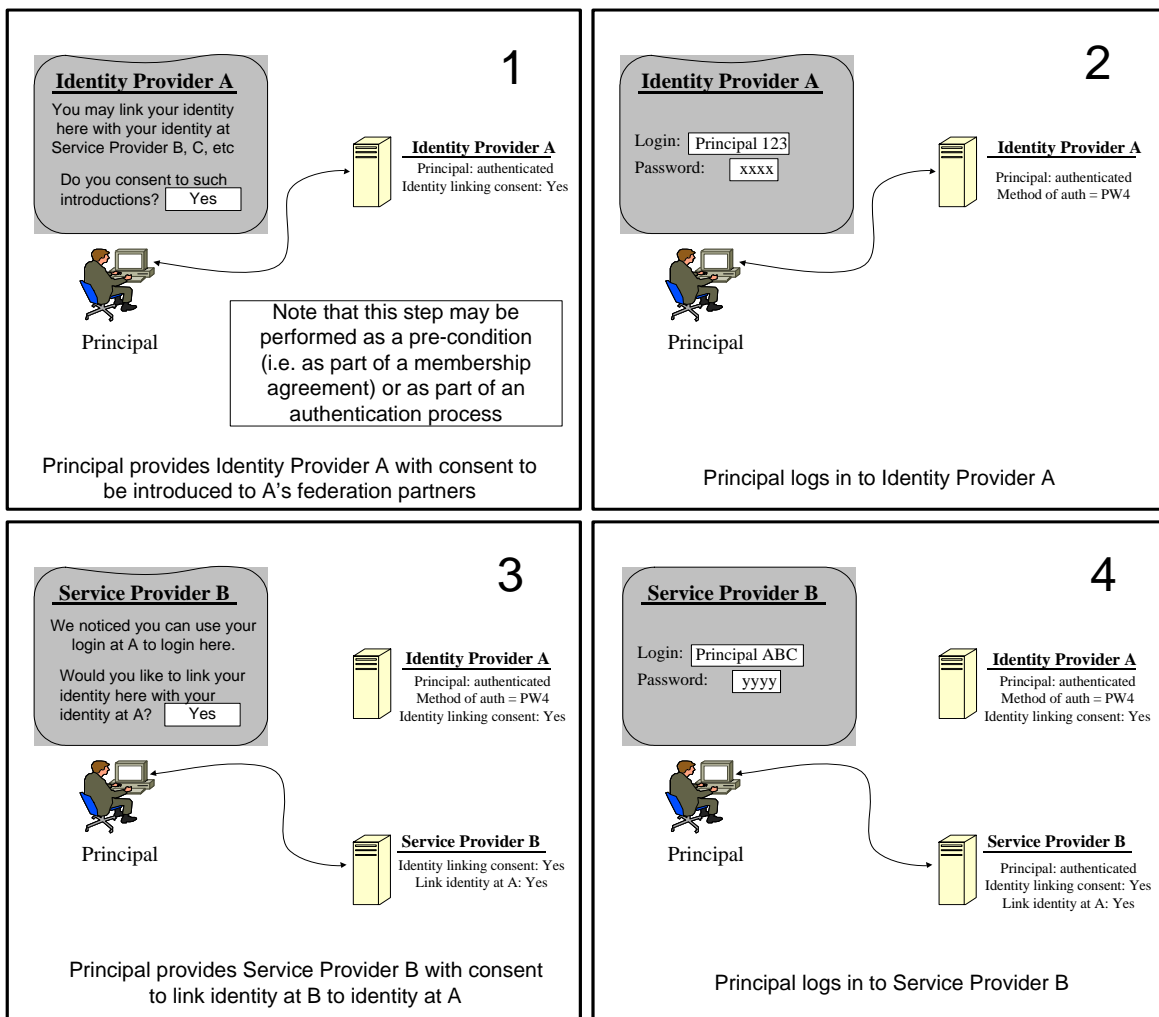 1
Identity Provider A
You may link your identity
here with your identity at
Service Provider B, C, etc
Do you consent to such
introductions? Yes
Identity Provider A
Principal: authenticated
Identity linking consent: Yes
Principal
Note that this step may be
performed as a pre-condition
(i.e. as part of a membership
agreement) or as part of an
authentication process
Principal provides Identity Provider A with consent to
be introduced to A's federation partners
2
Identity Provider A
Login: Principal 123
Password: xxxx
Identity Provider A
Principal: authenticated
Method of auth = PW4
Principal
Principal logs in to Identity Provider A
3
Service Provider B
We noticed you can use your
login at A to login here.
Would you like to link your
identity here with your
identity at A? Yes
Identity Provider A
Principal: authenticated
Method of auth = PW4
Identity linking consent: Yes
Principal
Service Provider B
Identity linking consent: Yes
Link identity at A: Yes
Principal provides Service Provider B with consent
to link identity at B to identity at A
4
Service Provider B
Login: Principal ABC
Password: yyyy
Identity Provider A
Principal: authenticated
Method of auth = PW4
Identity linking consent: Yes
Principal
Service Provider B
Principal: authenticated
Identity linking consent: Yes
Link identity at A: Yes
Principal logs in to Service Provider B